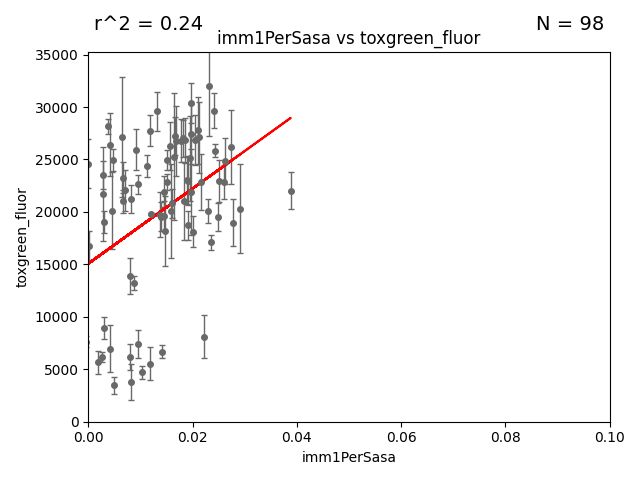 r^2 = 0.24
N = 98
imm1PerSasa vs toxgreen_fluor
35000
30000
25000
20000
15000
10000
5000
0
toxgreen_fluor
0.00
0.02
0.04
0.06
0.08
0.10
imm1PerSasa